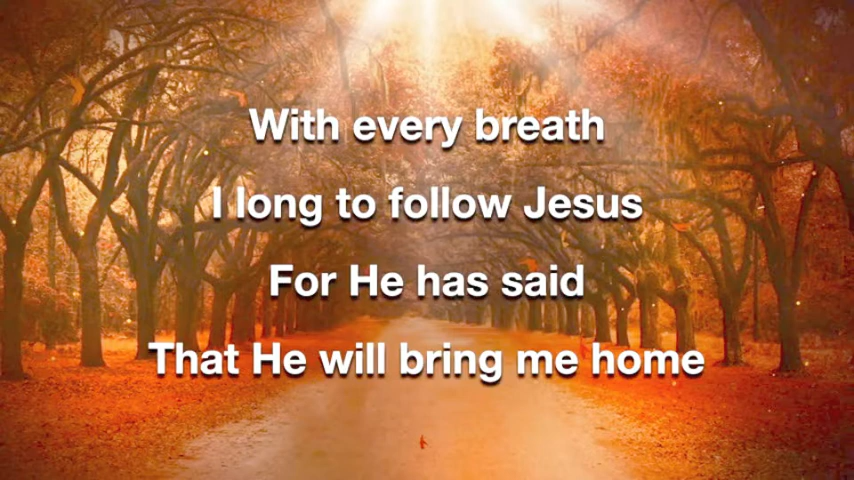 With every breath
I long to follow Jesus
For He has said
That He will bring me home